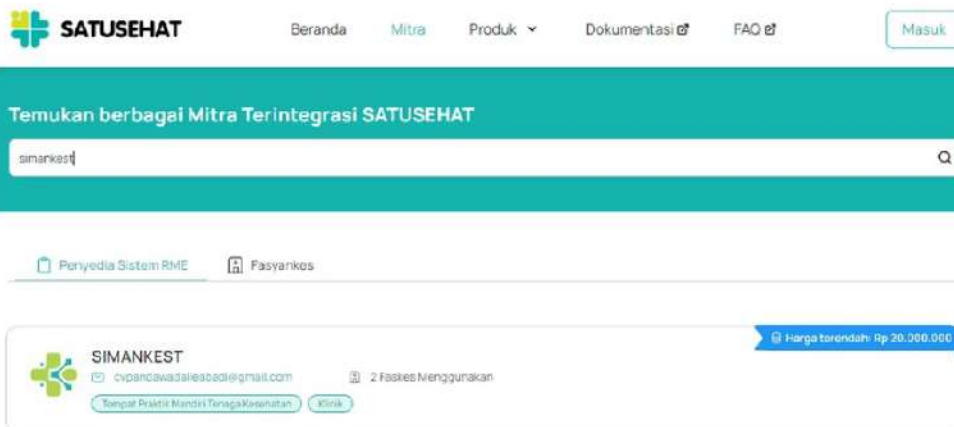 SATUSEHAT Beranda Mitra Produk Dokumentasi FAQ Masuk
Temukan berbagai Mitra Terintegrasi SATUSEHAT
simankest
Penyedia Sistem RME Fasyankes
Harga terendah: Rp 20.000.000
SIMANKEST
2 Faskes Menggunakan
Tempat Praktik Mandiri Tenaga Kesehatan Klinik